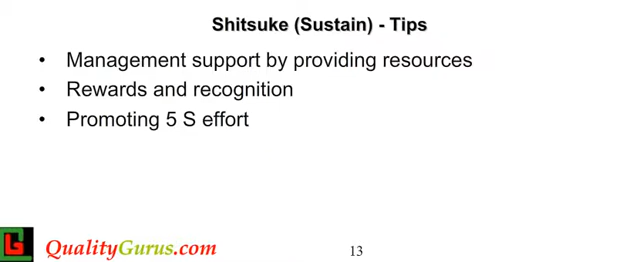 Shitsuke (Sustain) - Tips
• Management support by providing resources
• Rewards and recognition
• Promoting 5 S effort
QualityGurus.com
13